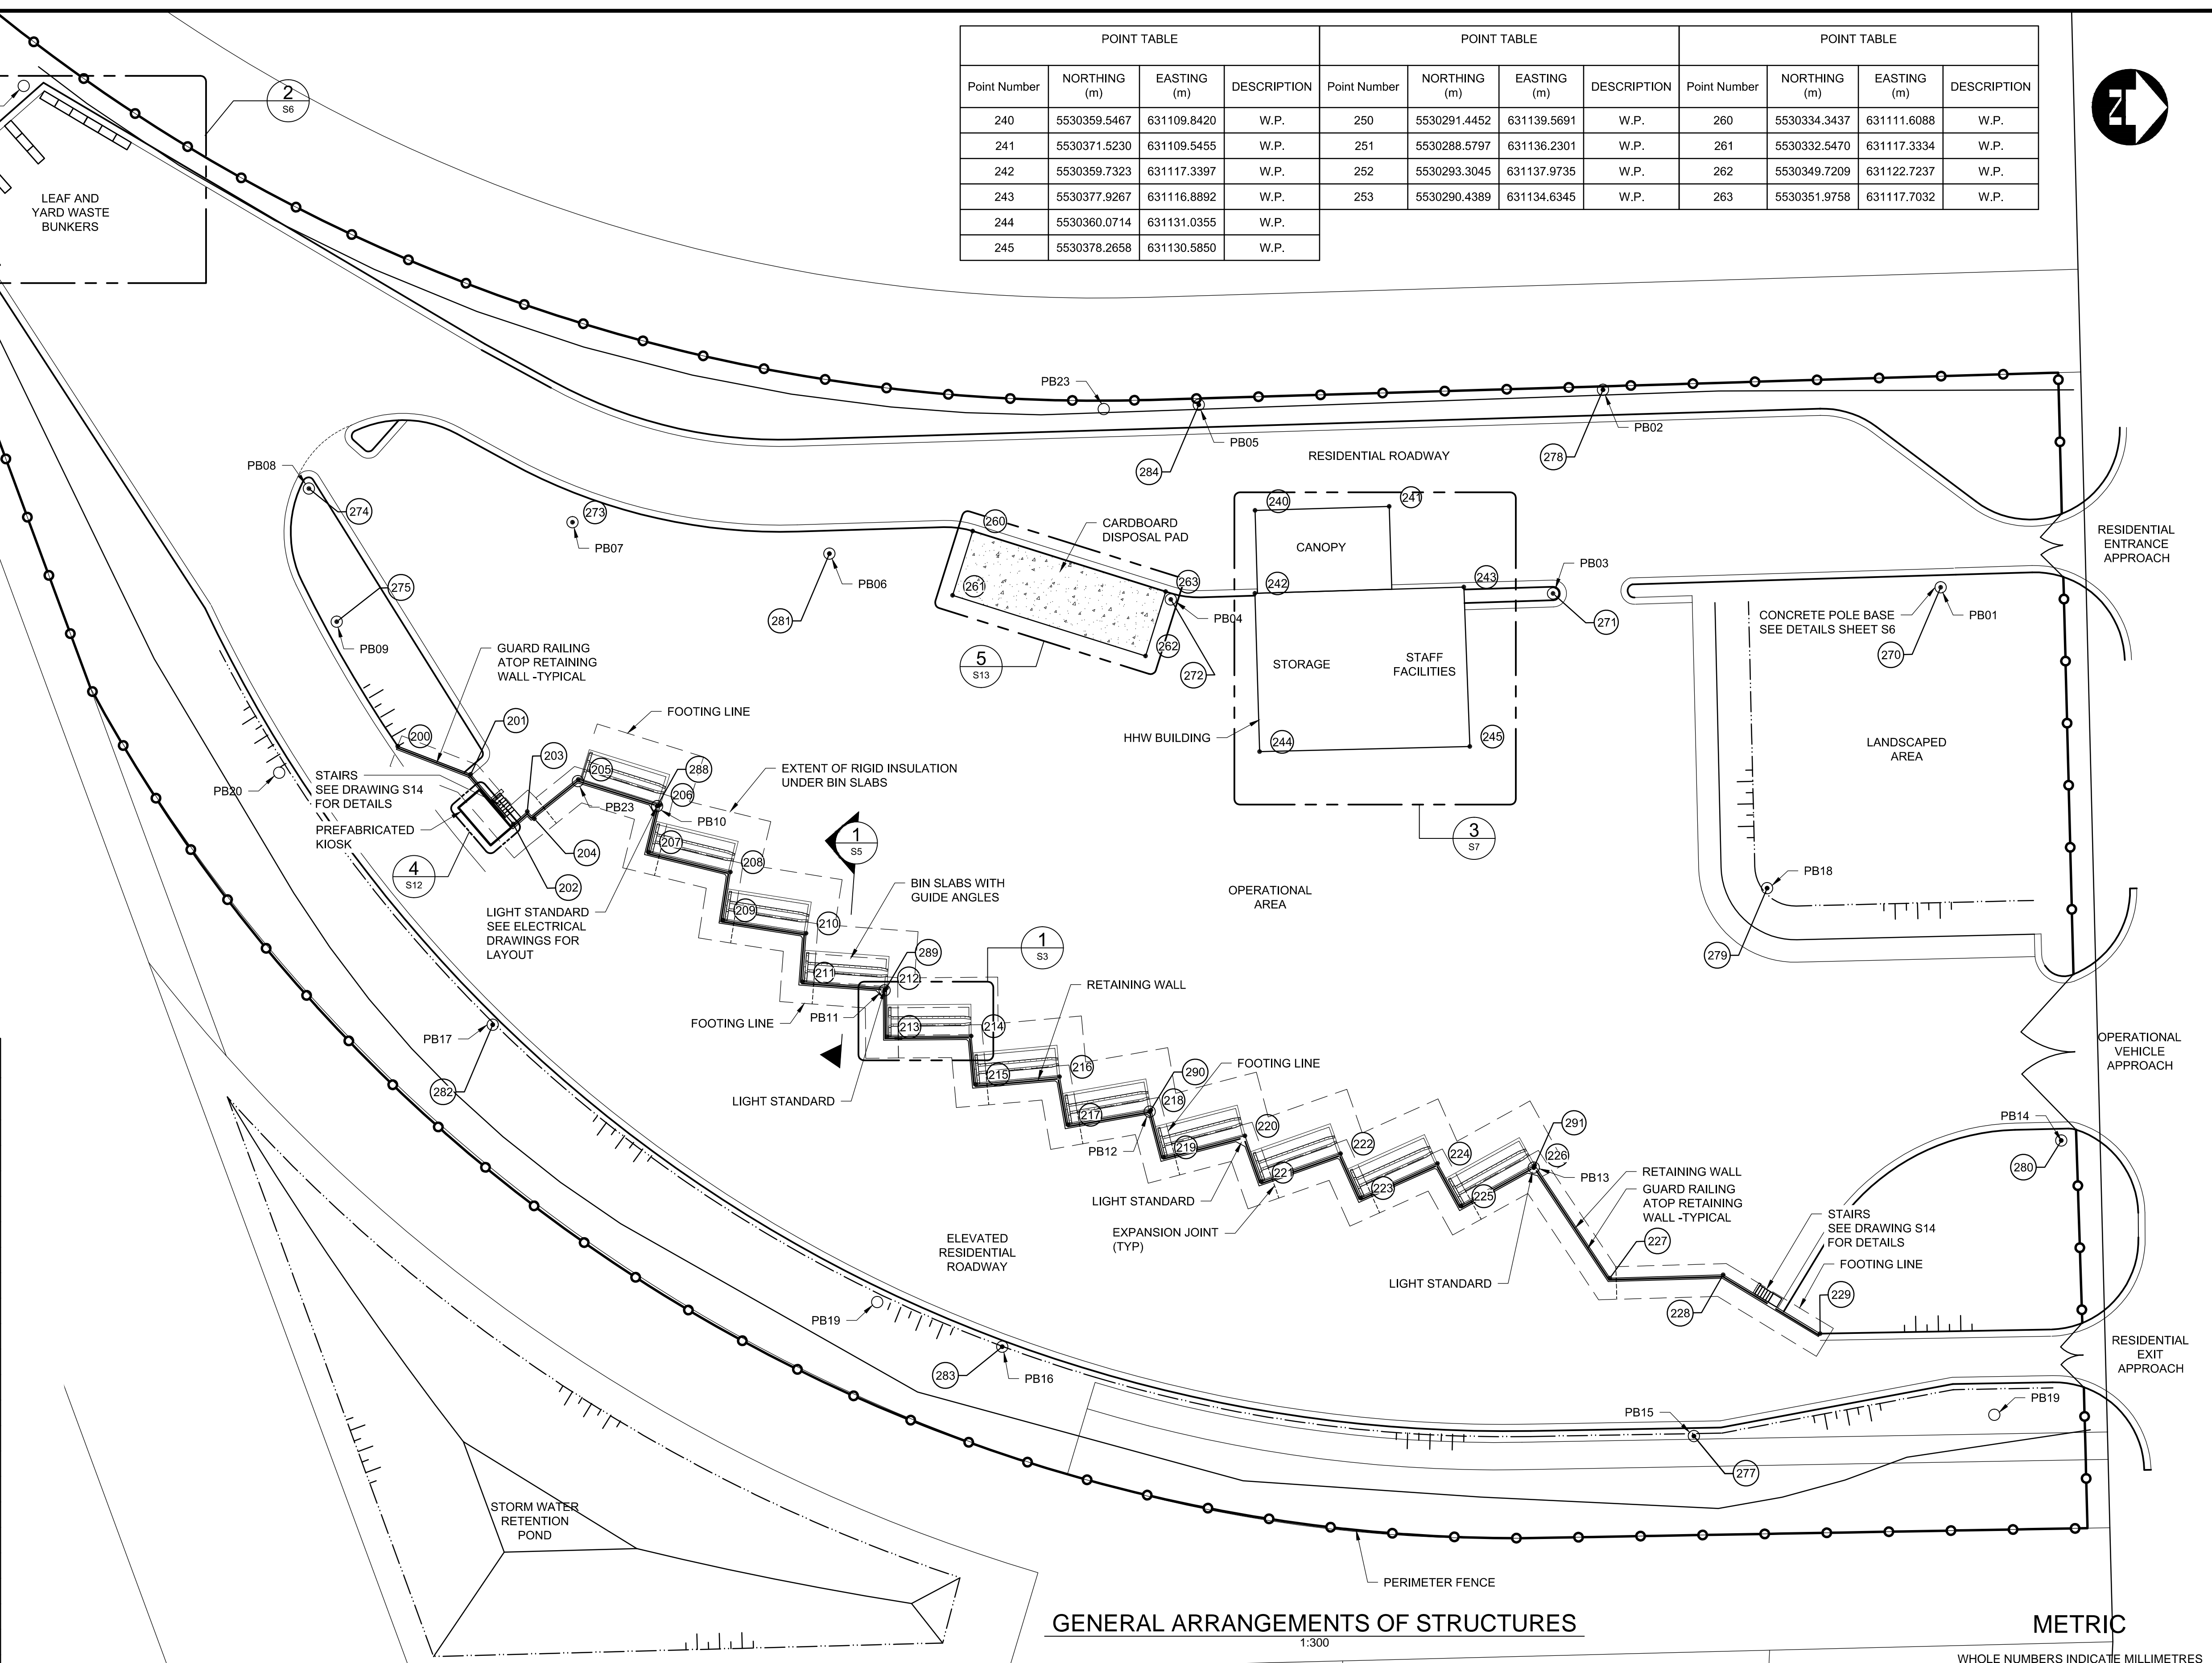 POINT TABLE POINT TABLE POINT TABLE
Point Number NORTHING (m) EASTING (m) DESCRIPTION Point Number NORTHING (m) EASTING (m) DESCRIPTION Point Number NORTHING (m) EASTING (m) DESCRIPTION
240 5530359.5467 631109.8420 W.P. 250 5530291.4452 631139.5691 W.P. 260 5530334.3437 631111.6088 W.P.
241 5530371.5230 631109.5455 W.P. 251 5530288.5797 631136.2301 W.P. 261 5530332.5470 631117.3334 W.P.
242 5530359.7323 631117.3397 W.P. 252 5530293.3045 631137.9735 W.P. 262 5530349.7209 631122.7237 W.P.
243 5530377.9267 631116.8892 W.P. 253 5530290.4389 631134.6345 W.P. 263 5530351.9758 631117.7032 W.P.
244 5530360.0714 631131.0355 W.P.
245 5530378.2658 631130.5850 W.P.
Z
2
S6
LEAF AND
YARD WASTE
BUNKERS
PB23
PB05
284
PB02
278
RESIDENTIAL ROADWAY
PB08
274
273
PB07
275
PB09
PB06
281
260
261
CARDBOARD
DISPOSAL PAD
263
PB04
262
272
5
S13
240
241
CANOPY
242
243
PB03
271
STORAGE
STAFF
FACILITIES
HHW BUILDING
244
245
3
S7
RESIDENTIAL
ENTRANCE
APPROACH
CONCRETE POLE BASE
SEE DETAILS SHEET S6
PB01
270
LANDSCAPED
AREA
PB18
279
GUARD RAILING
ATOP RETAINING
WALL -TYPICAL
200
201
FOOTING LINE
203
205
288
206
EXTENT OF RIGID INSULATION
UNDER BIN SLABS
PB20
STAIRS
SEE DRAWING S14
FOR DETAILS
PREFABRICATED
KIOSK
4
S12
PB23
PB10
204
202
207
208
1
S5
LIGHT STANDARD
SEE ELECTRICAL
DRAWINGS FOR
LAYOUT
209
210
BIN SLABS WITH
GUIDE ANGLES
OPERATIONAL
AREA
211
212
289
1
S3
FOOTING LINE
PB11
213
214
RETAINING WALL
PB17
282
LIGHT STANDARD
215
216
217
218
290
FOOTING LINE
PB12
219
220
221
222
223
224
225
226
291
PB13
LIGHT STANDARD
EXPANSION JOINT
(TYP)
RETAINING WALL
GUARD RAILING
ATOP RETAINING
WALL -TYPICAL
227
LIGHT STANDARD
228
STAIRS
SEE DRAWING S14
FOR DETAILS
FOOTING LINE
229
OPERATIONAL
VEHICLE
APPROACH
PB14
280
RESIDENTIAL
EXIT
APPROACH
ELEVATED
RESIDENTIAL
ROADWAY
PB19
283
PB16
PB15
277
PB19
STORM WATER
RETENTION
POND
PERIMETER FENCE
GENERAL ARRANGEMENTS OF STRUCTURES
1:300
METRIC
WHOLE NUMBERS INDICATE MILLIMETRES